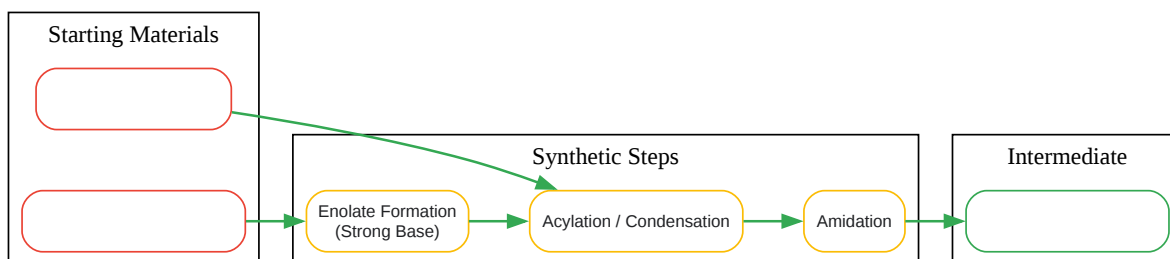 Starting Materials
Synthetic Steps
Intermediate
Enolate Formation
(Strong Base)
Acylation / Condensation
Amidation